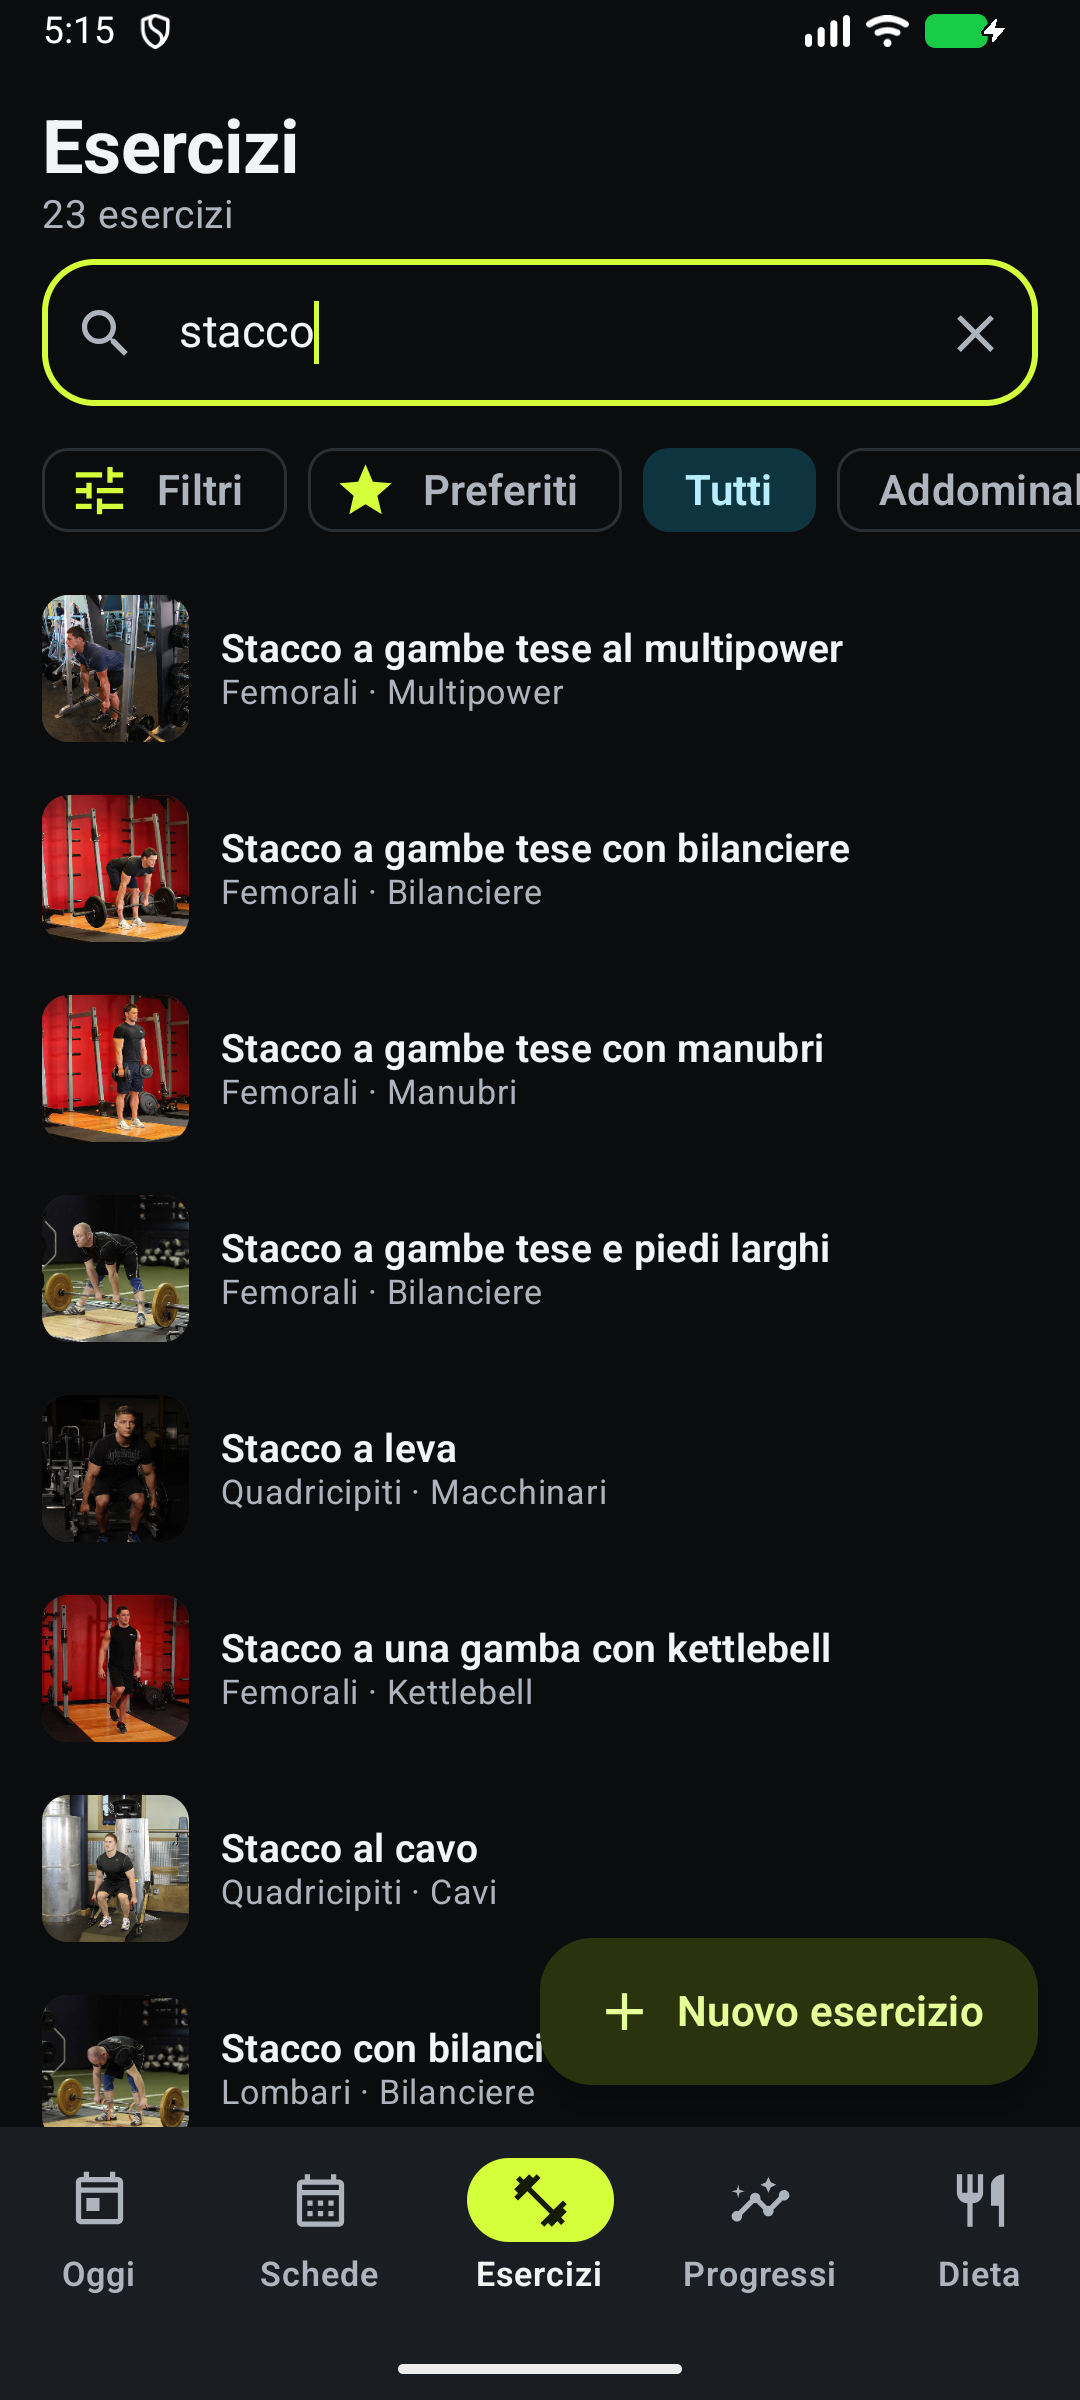 5:15
Esercizi
23 esercizi
stacco
Filtri
Preferiti
Tutti
Addominal
Stacco a gambe tese al multipower
Femorali · Multipower
Stacco a gambe tese con bilanciere
Femorali · Bilanciere
Stacco a gambe tese con manubri
Femorali · Manubri
Stacco a gambe tese e piedi larghi
Femorali · Bilanciere
Stacco a leva
Quadricipiti · Macchinari
Stacco a una gamba con kettlebell
Femorali · Kettlebell
Stacco al cavo
Quadricipiti · Cavi
Stacco con bilanci
Lombari · Bilanciere
Nuovo esercizio
Oggi
Schede
Esercizi
Progressi
Dieta